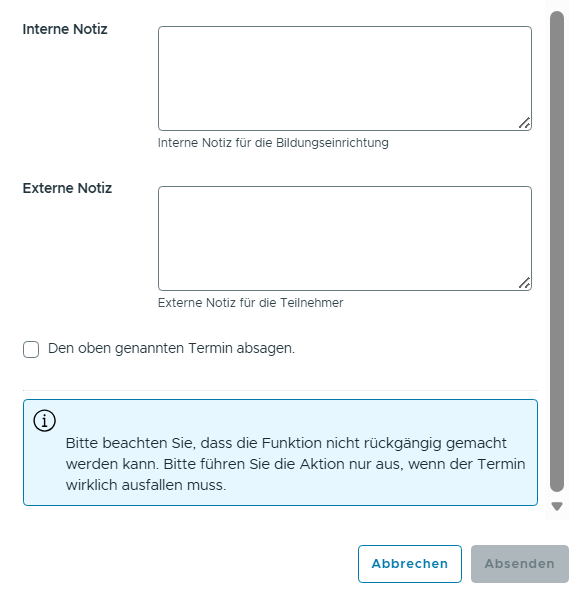 Interne Notiz
Interne Notiz für die Bildungseinrichtung
Externe Notiz
Externe Notiz für die Teilnehmer
Den oben genannten Termin absagen.
Bitte beachten Sie, dass die Funktion nicht rückgängig gemacht
werden kann. Bitte führen Sie die Aktion nur aus, wenn der Termin
wirklich ausfallen muss.
Abbrechen
Absenden